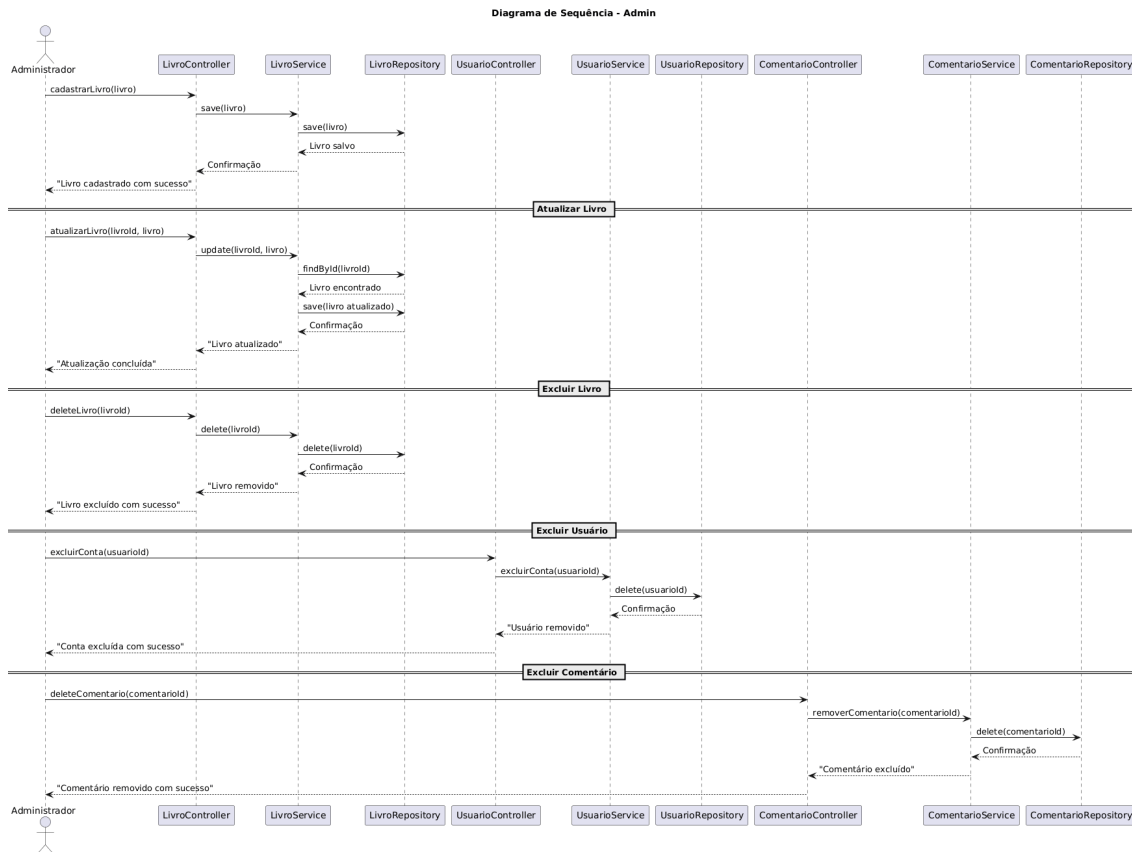 Diagrama de Sequência - Admin
Administrador
LivroController LivroService LivroRepository UsuarioController UsuarioService UsuarioRepository ComentarioController ComentarioService ComentarioRepository
cadastrarLivro(livro)
save(livro)
save(livro)
Livro salvo
Confirmação
"Livro cadastrado com sucesso"
Atualizar Livro
atualizarLivro(livroId, livro)
update(livroId, livro)
findById(livroId)
Livro encontrado
save(livro atualizado)
Confirmação
"Livro atualizado"
"Atualização concluída"
Excluir Livro
deleteLivro(livroId)
delete(livroId)
delete(livroId)
Confirmação
"Livro removido"
"Livro excluído com sucesso"
Excluir Usuário
excluirConta(usuarioId)
excluirConta(usuarioId)
delete(usuarioId)
Confirmação
"Usuário removido"
"Conta excluída com sucesso"
Excluir Comentário
deleteComentario(comentarioId)
removerComentario(comentarioId)
delete(comentarioId)
Confirmação
"Comentário excluído"
"Comentário removido com sucesso"
Administrador
LivroController LivroService LivroRepository UsuarioController UsuarioService UsuarioRepository ComentarioController ComentarioService ComentarioRepository